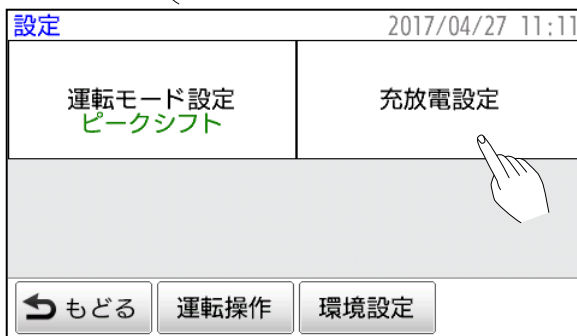 設定 2017/04/27 11:11
運転モード設定
ピークシフト
充放電設定
もどる 運転操作 環境設定